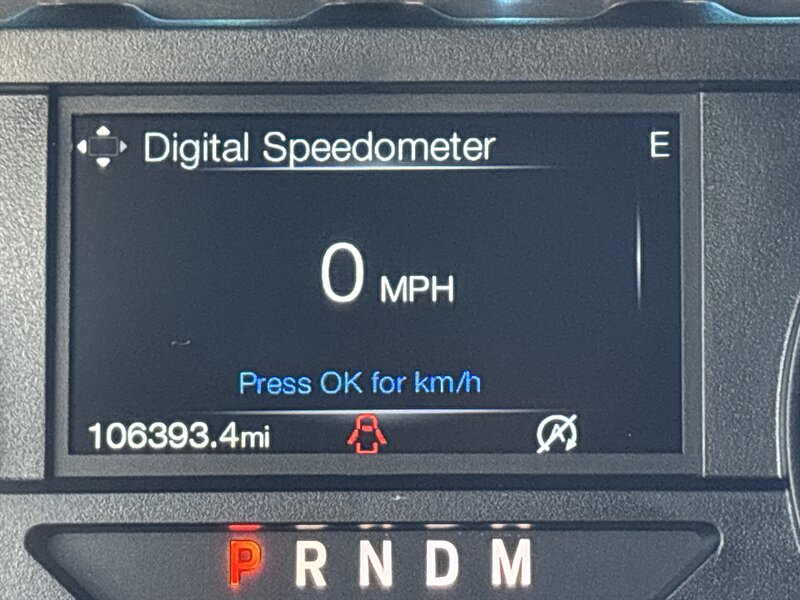 Digital Speedometer E
0 MPH
Press OK for km/h
106393.4mi
P R N D M